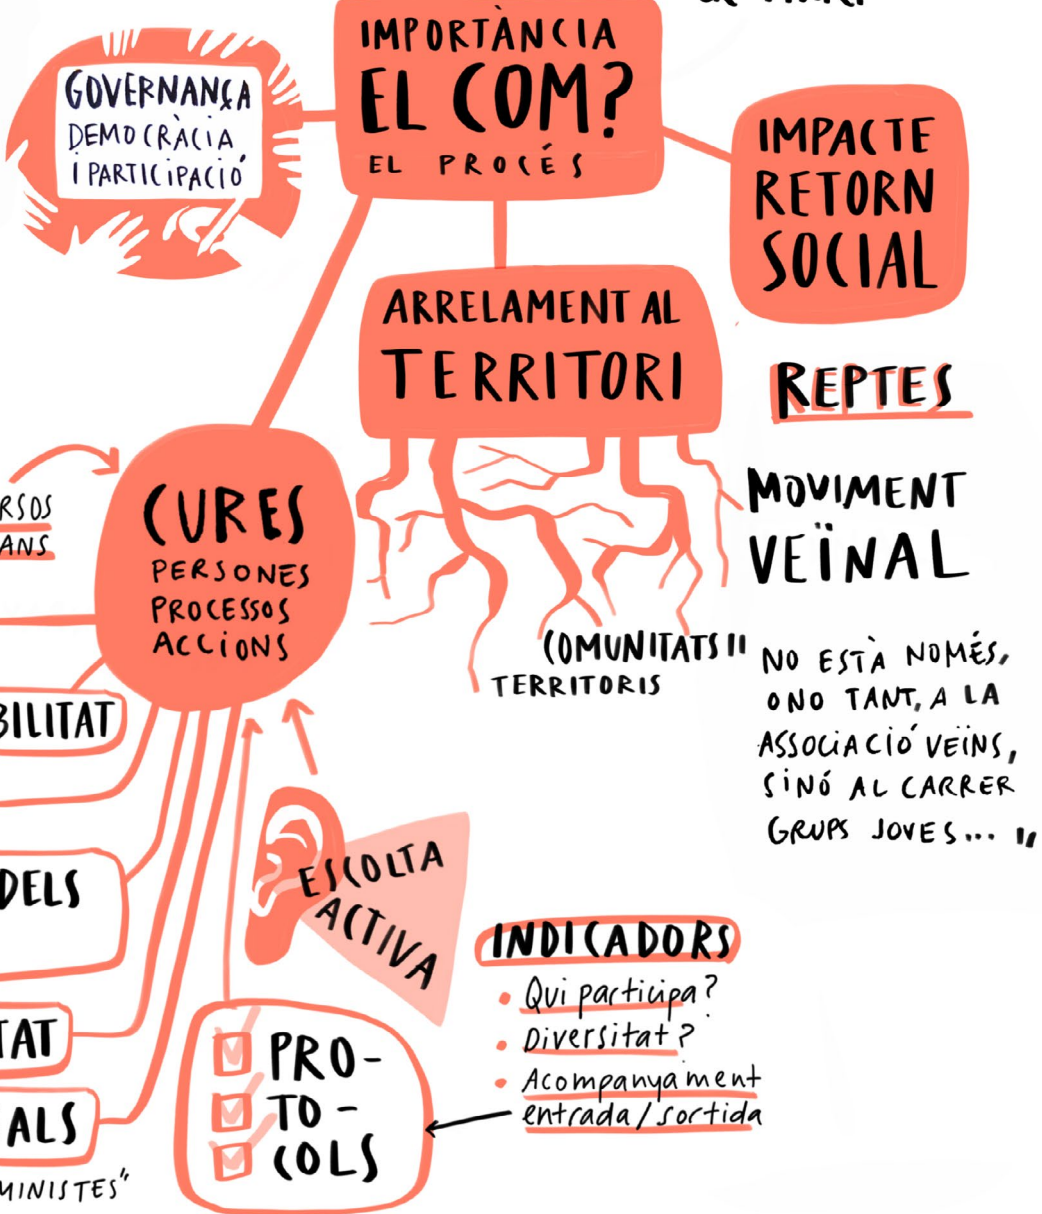 IMPORTÀNCIA
EL COM?
EL PROCÉS
GOVERNANÇA
DEMOCRÀCIA
I PARTICIPACIÓ
IMPACTE
RETORN
SOCIAL
ARRELAMENT AL
TERRITORI
REPTES
MOVIMENT
VEÏNAL
NO ESTÀ NOMÉS,
O NO TANT, A LA
ASSOCIACIÓ VEÏNS,
SINÓ AL CARRER
GRUPS JOVES... "
COMUNITATS "
TERRITORIS
RSOS
ANS
CURES
PERSONES
PROCESSOS
ACCIONS
BILITAT
DELS
TAT
ALS
MINISTES"
ESCOLTA
ACTIVA
PRO-
TO-
COLS
INDICADORS
• Qui participa?
• Diversitat?
• Acompanyament
entrada/sortida